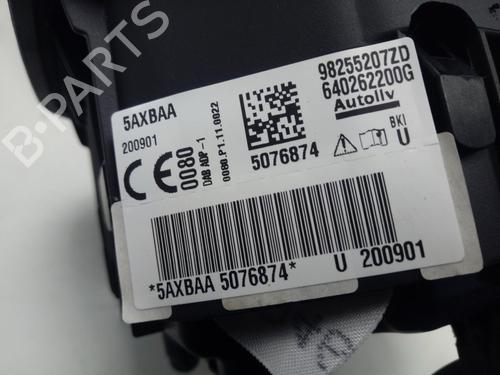 B-PARTS
5AXBAA
200901
CE 0080
DAB ADP-1
0080.P1.11.0022
5076874
98255207ZD
640262200G
Autoliv
BKI
U
*5AXBAA 5076874* U 200901